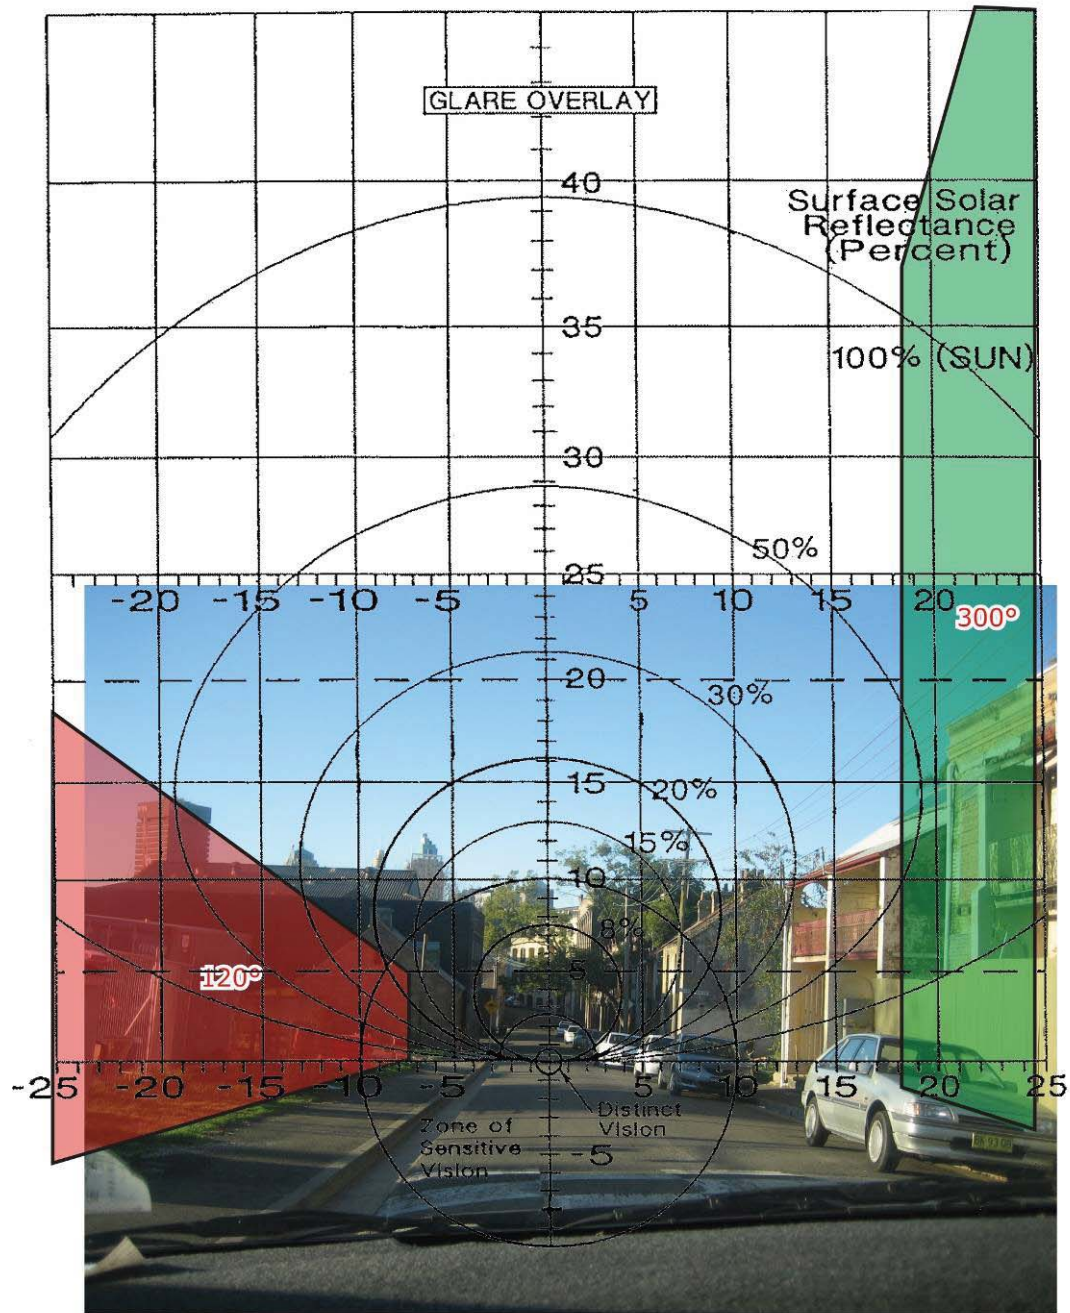 GLARE OVERLAY
40
Surface Solar
Reflectance
(Percent)
35
100% (SUN)
30
50%
25
-20 -15 -10 -5 5 10 15 20
300°
20
30%
15
20%
15%
10
8%
5
120°
-25 -20 -15 -10 -5 5 10 15 20 25
Distinct
Vision
Zone of
Sensitive
Vision
-5